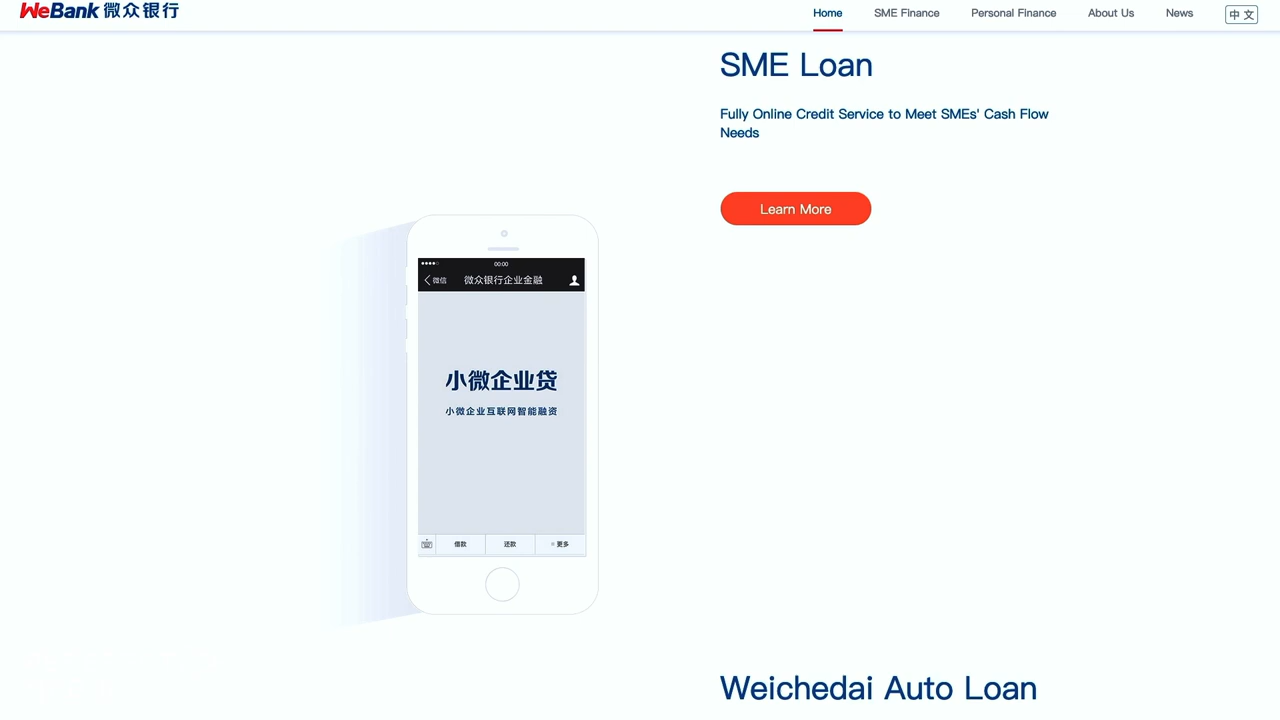 WeBank 微众银行
Home SME Finance Personal Finance About Us News 中文
SME Loan
Fully Online Credit Service to Meet SMEs' Cash Flow
Needs
Learn More
00:00
微信 微众银行企业金融
小微企业贷
小微企业互联网智能融资
借款 还款 更多
Weichedai Auto Loan